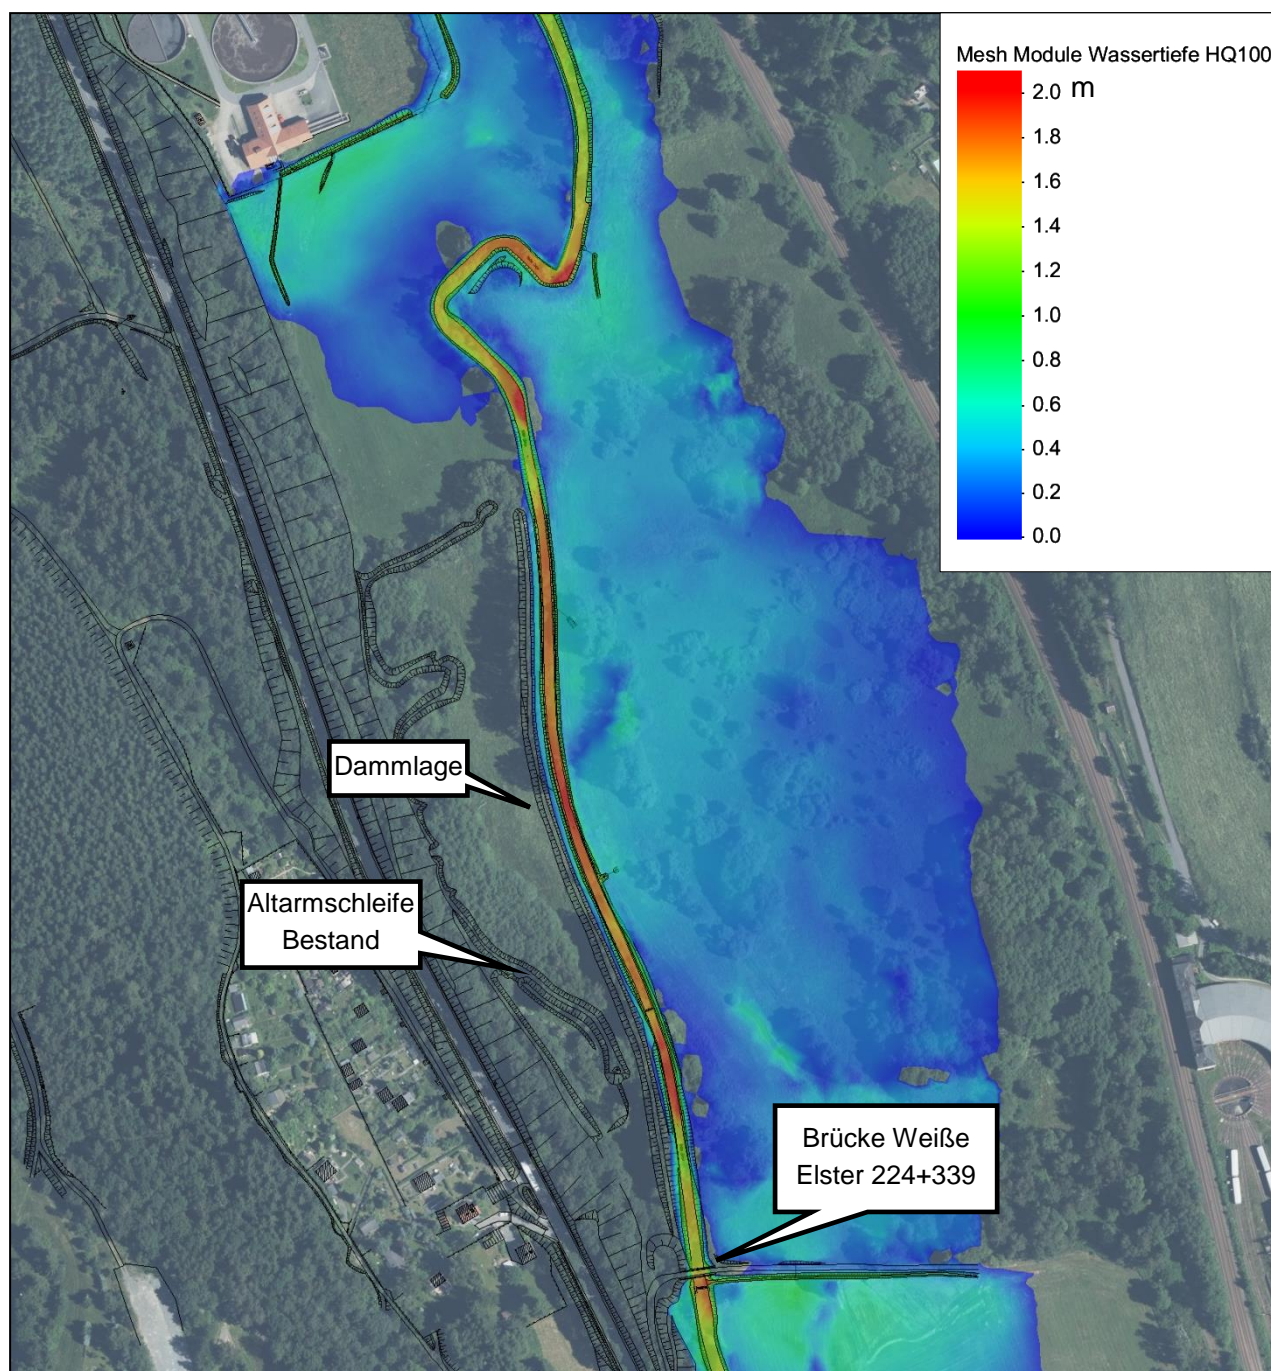 Mesh Module Wassertiefe HQ100
2.0 m
1.8
1.6
1.4
1.2
1.0
0.8
0.6
0.4
0.2
0.0
Dammlage
Altarmschleife
Bestand
Brücke Weiße
Elster 224+339